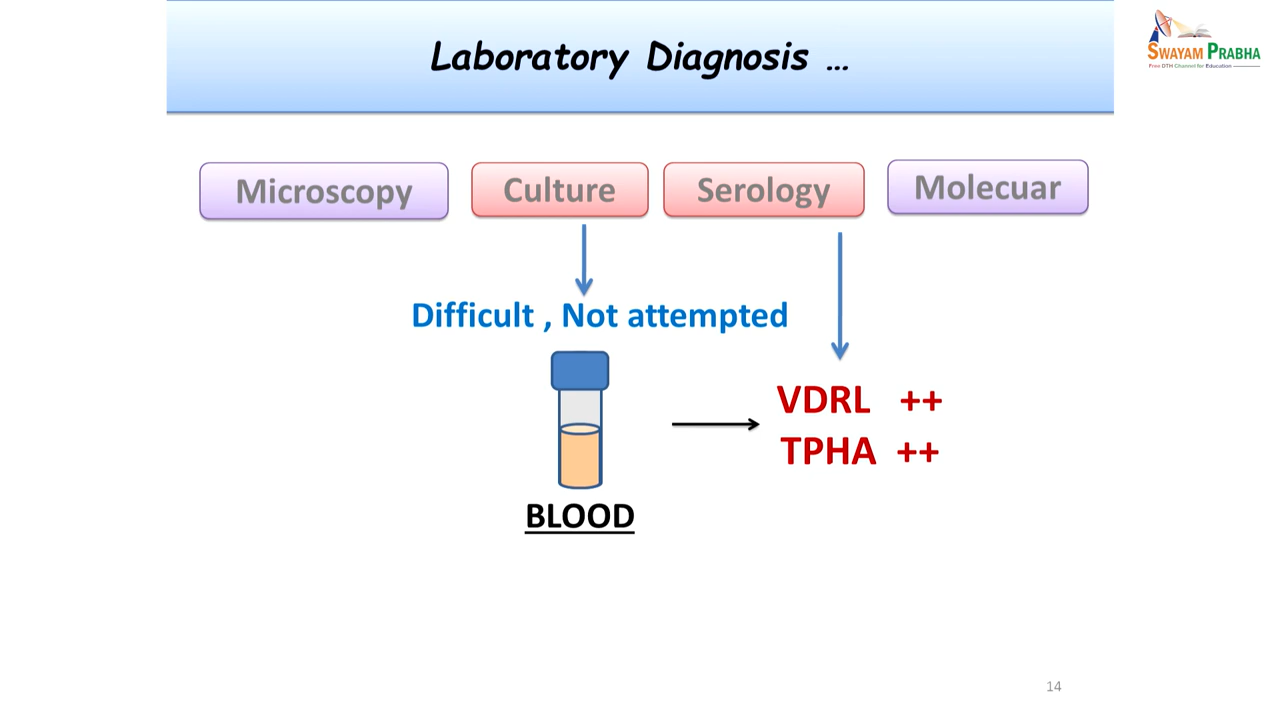 Laboratory Diagnosis ...
SWAYAM PRABHA
Free DTH Channel for Education
Microscopy
Culture
Serology
Molecuar
Difficult , Not attempted
VDRL ++
TPHA ++
BLOOD
14